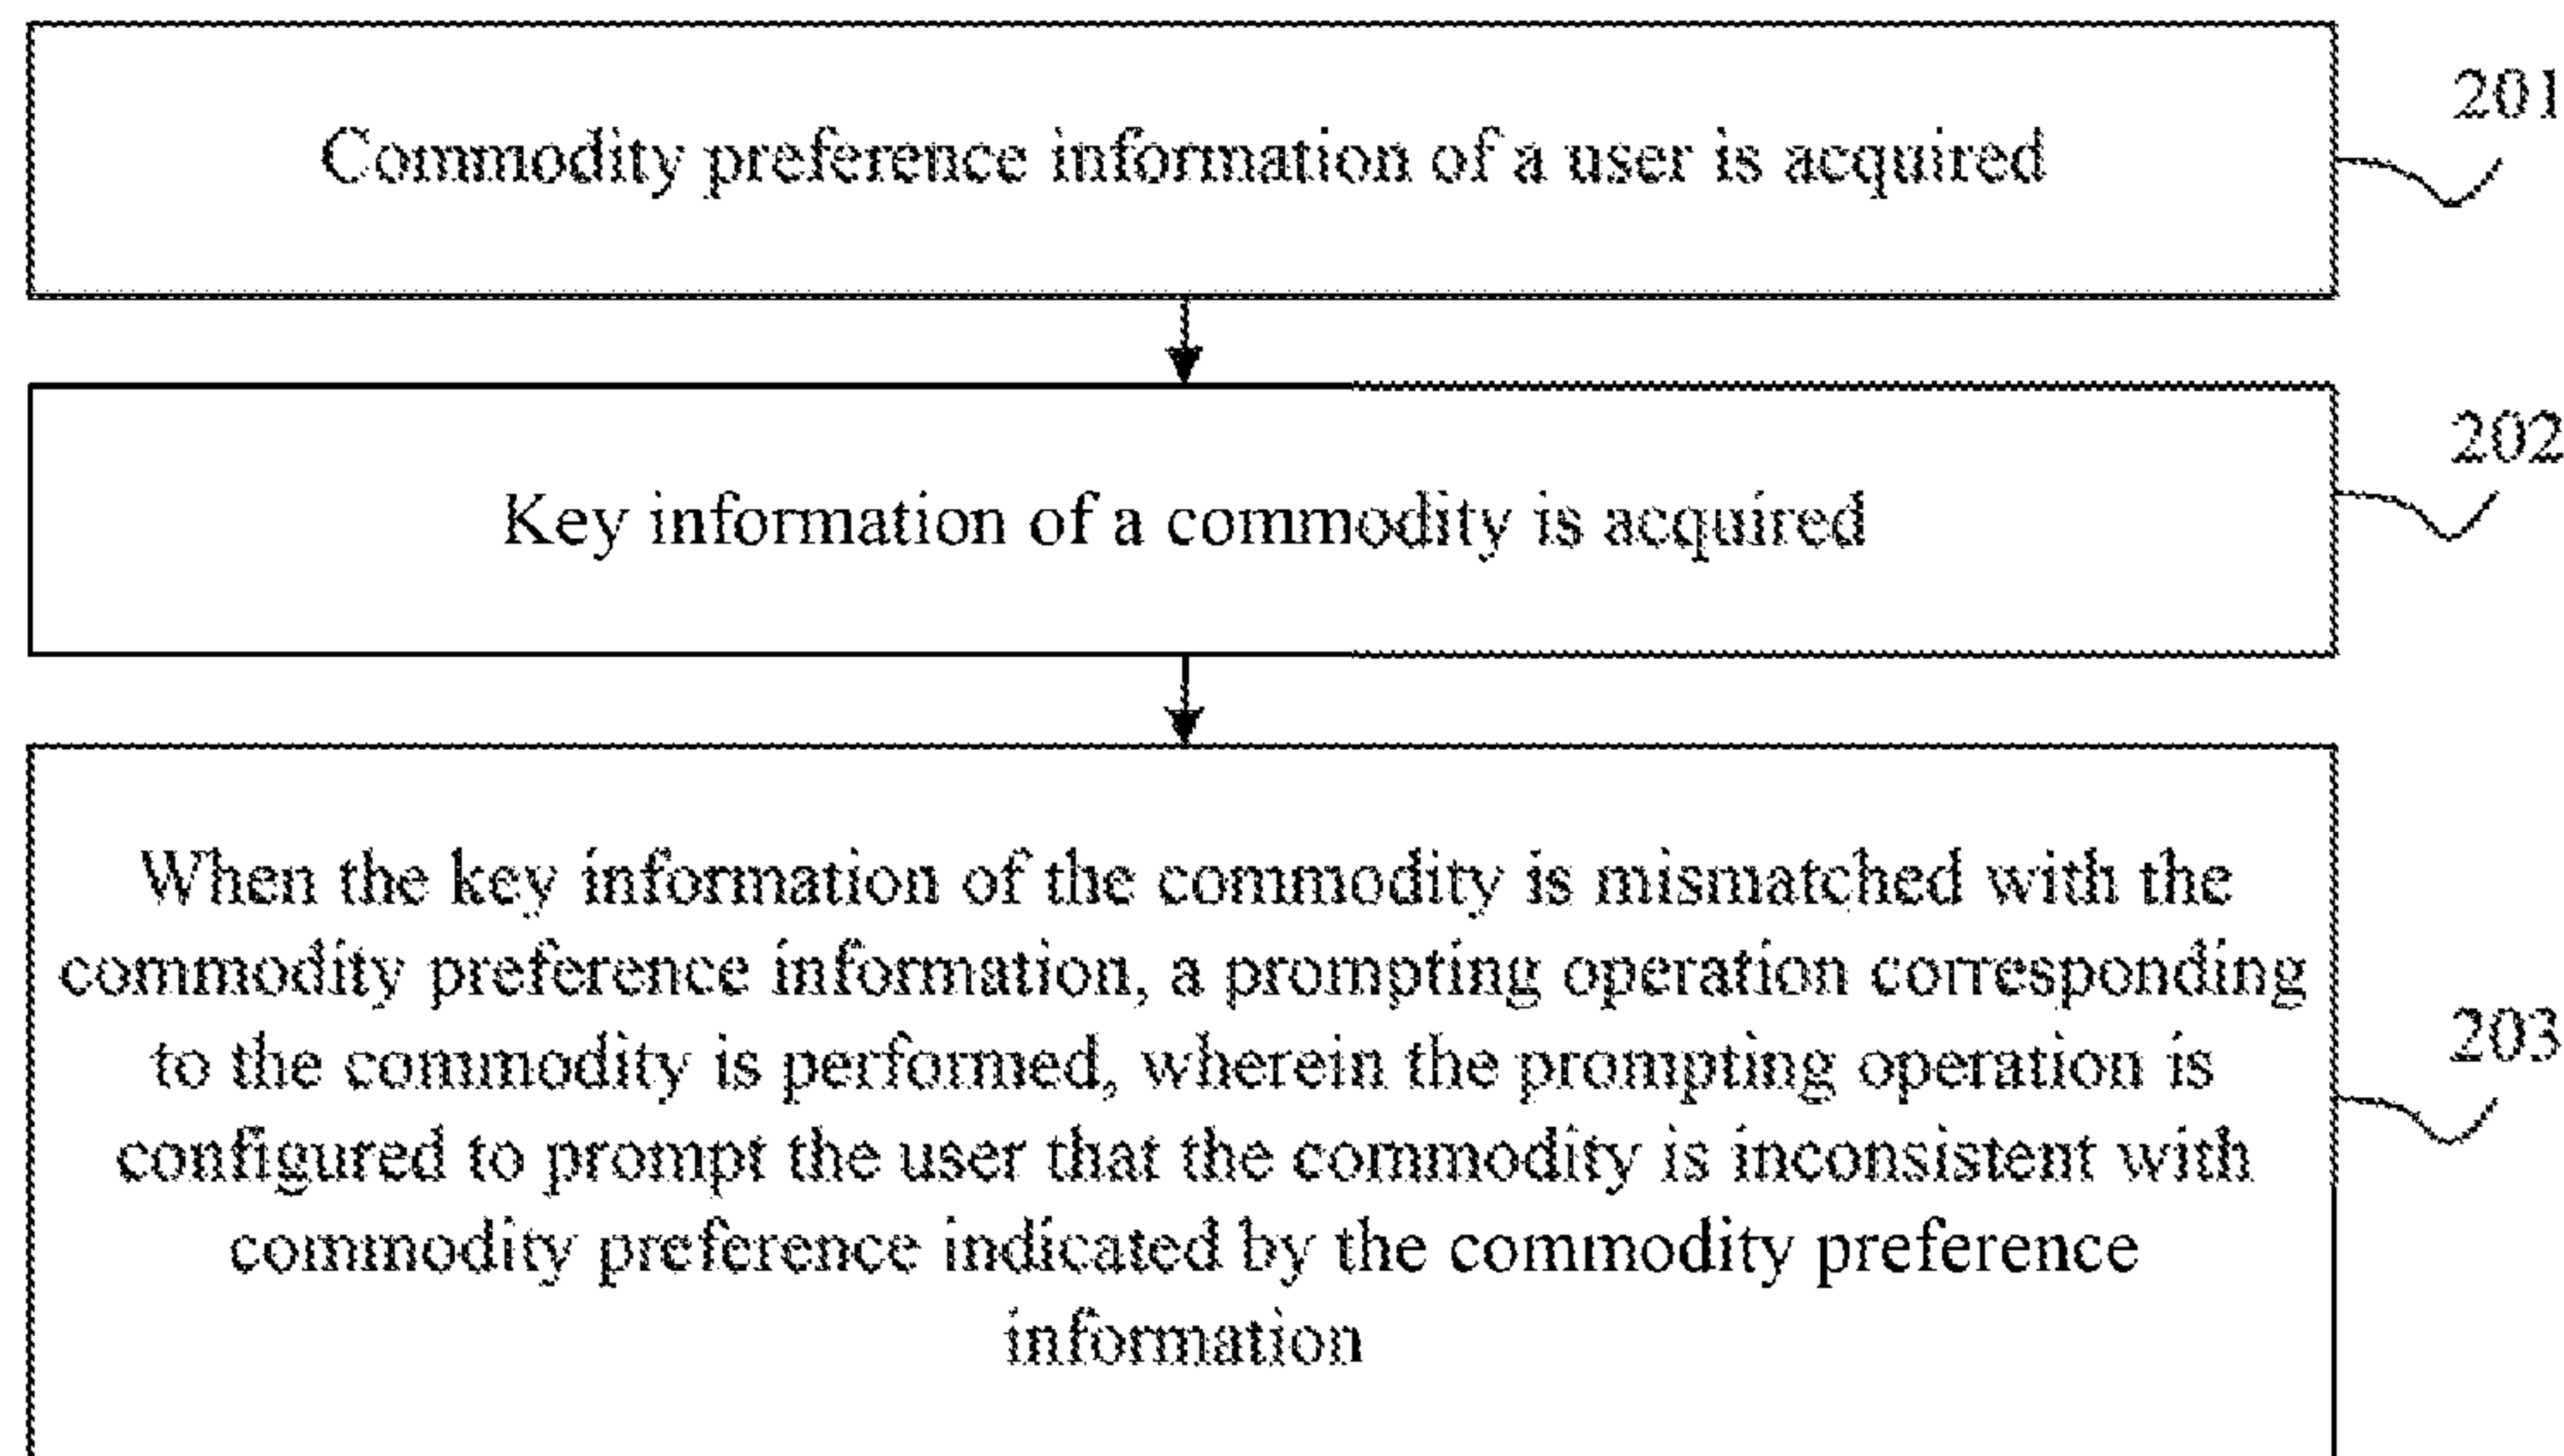 Commodity preference information of a user is acquired
201
Key information of a commodity is acquired
202
When the key information of the commodity is mismatched with the
commodity preference information, a prompting operation corresponding
to the commodity is performed, wherein the prompting operation is
configured to prompt the user that the commodity is inconsistent with
commodity preference indicated by the commodity preference
information
203